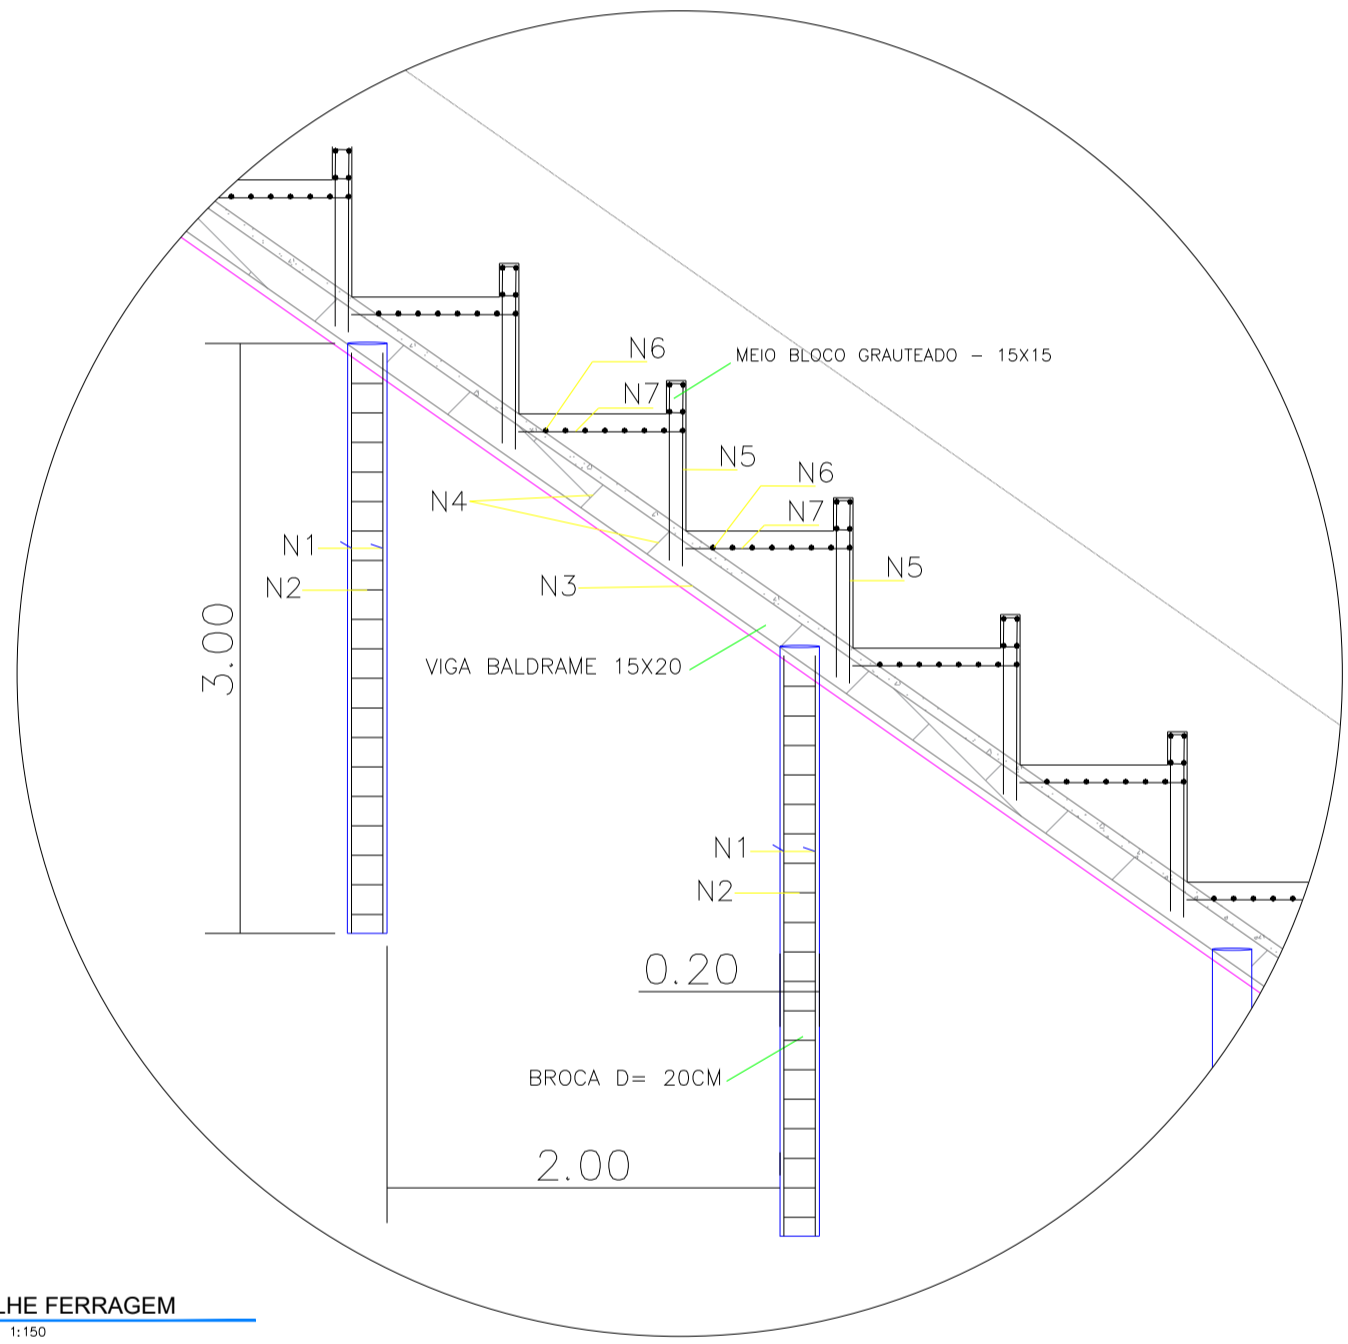 N6
MEIO BLOCO GRAUTEADO - 15X15
N7
N5
N6
N4
N7
N1
N5
N2
N3
3.00
VIGA BALDRAME 15X20
N1
N2
0.20
BROCA D= 20CM
2.00
LHE FERRAGEM
1:150